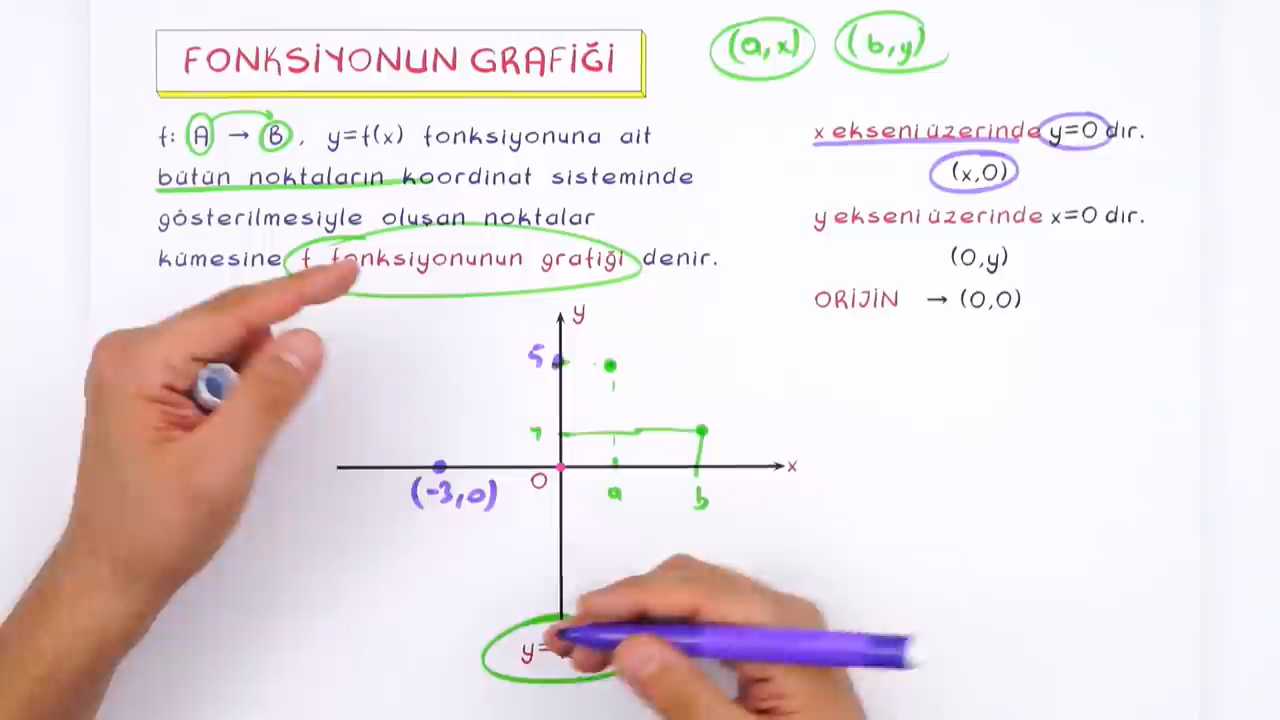 FONKSİYONUN GRAFİĞİ
(a,x) (b,y)
f: A → B , y=f(x) fonksiyonuna ait
bütün noktaların koordinat sisteminde
gösterilmesiyle oluşan noktalar
kümesine f fonksiyonunun grafiği denir.
x ekseni üzerinde y=0 dır.
(x,0)
y ekseni üzerinde x=0 dır.
(0,y)
ORİJİN → (0,0)
y
5
7
x
O
(-3,0)
a
b
y=